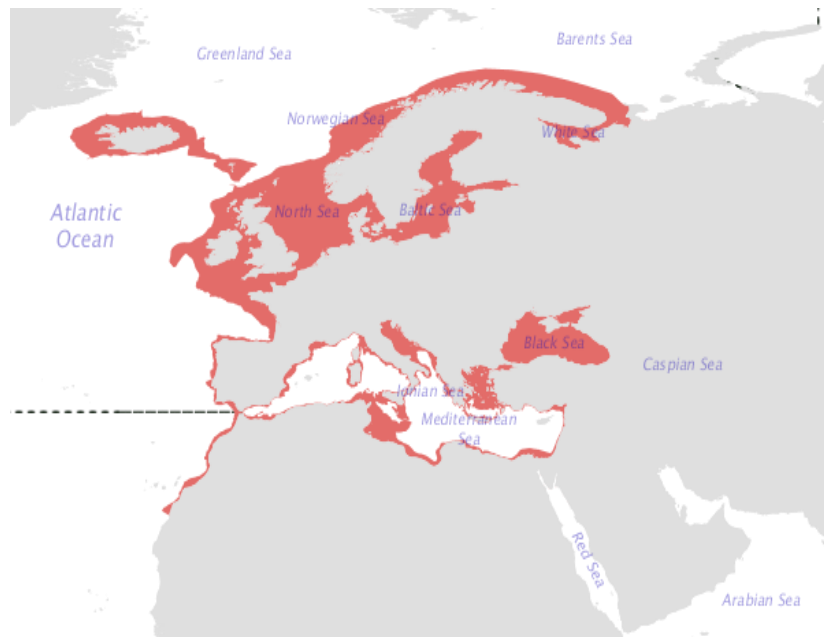 Barents Sea
Greenland Sea
Norwegian Sea
White Sea
Atlantic
Ocean
North Sea
Baltic Sea
Black Sea
Caspian Sea
Ionian Sea
Mediterranean
Sea
Red Sea
Arabian Sea